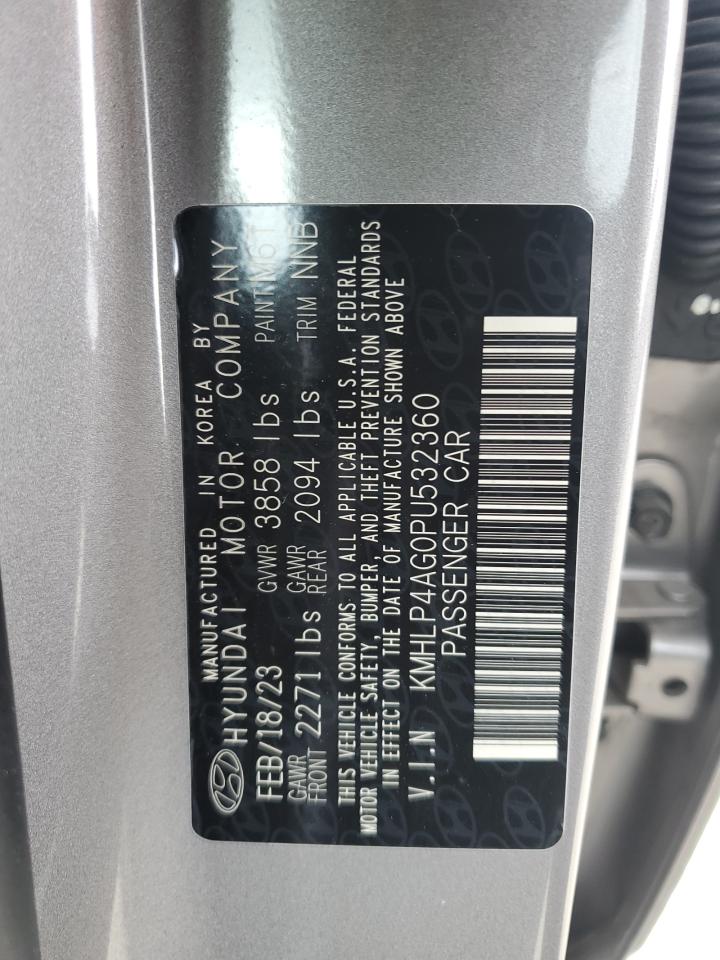 MANUFACTURED IN KOREA BY
HYUNDAI MOTOR COMPANY
FEB/18/23 GVWR 3858 lbs PAINT M6T
GAWR FRONT 2271 lbs GAWR REAR 2094 lbs TRIM NNB
THIS VEHICLE CONFORMS TO ALL APPLICABLE U.S.A. FEDERAL
MOTOR VEHICLE SAFETY, BUMPER, AND THEFT PREVENTION STANDARDS
IN EFFECT ON THE DATE OF MANUFACTURE SHOWN ABOVE
V.I.N KMHLP4AG0PU532360
PASSENGER CAR